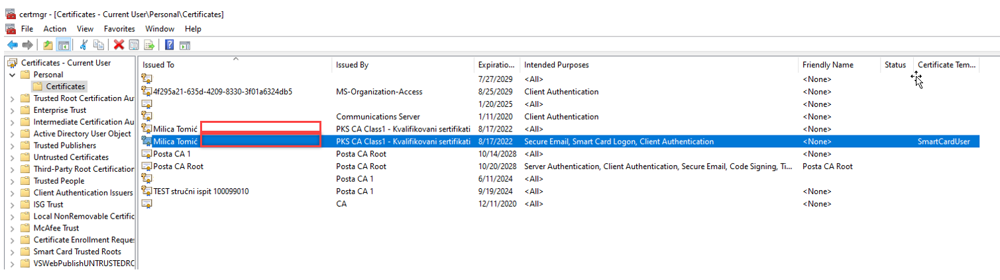 certmgr - [Certificates - Current User\Personal\Certificates]
File Action View Favorites Window Help
Certificates - Current User
Personal
Certificates
Trusted Root Certification Au
Enterprise Trust
Intermediate Certification Au
Active Directory User Object
Trusted Publishers
Untrusted Certificates
Third-Party Root Certification
Trusted People
Client Authentication Issuers
ISG Trust
Local NonRemovable Certific
McAfee Trust
Certificate Enrollment Reques
Smart Card Trusted Roots
VSWebPublishUNTRUSTEDRC
Issued To Issued By Expiratio... Intended Purposes Friendly Name Status Certificate Tem...
7/27/2029 <All> <None>
4f295a21-635d-4209-8330-3f01a6324db5 MS-Organization-Access 8/25/2029 Client Authentication <None>
1/20/2025 <All> <None>
Communications Server 1/11/2020 Client Authentication <None>
Milica Tomić PKS CA Class1 - Kvalifikovani sertifikati 8/17/2022 <All> <None>
Milica Tomić PKS CA Class1 - Kvalifikovani sertifikati 8/17/2022 Secure Email, Smart Card Logon, Client Authentication <None> SmartCardUser
Posta CA 1 Posta CA Root 10/14/2028 <All> <None>
Posta CA Root Posta CA Root 10/20/2028 Server Authentication, Client Authentication, Secure Email, Code Signing, Ti... Posta CA Root
Posta CA 1 6/11/2024 <All>
TEST stručni ispit 100099010 Posta CA 1 9/19/2024 <All> <None>
CA 12/11/2020 <All> <None>